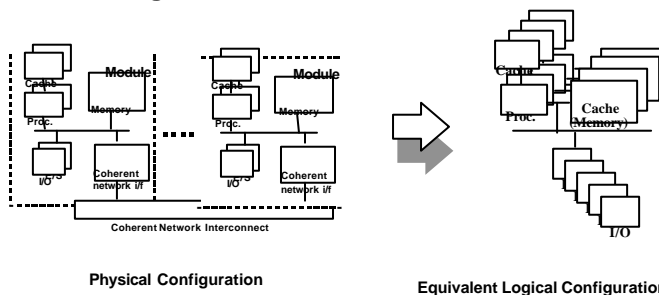 Module
Cache
Memory
Proc.
I/O
Coherent
network i/f
Module
Cache
Memory
Proc.
I/O
Coherent
network i/f
Coherent Network Interconnect
Physical Configuration
Cache
Proc.
Cache
(Memory)
I/O
Equivalent Logical Configuration